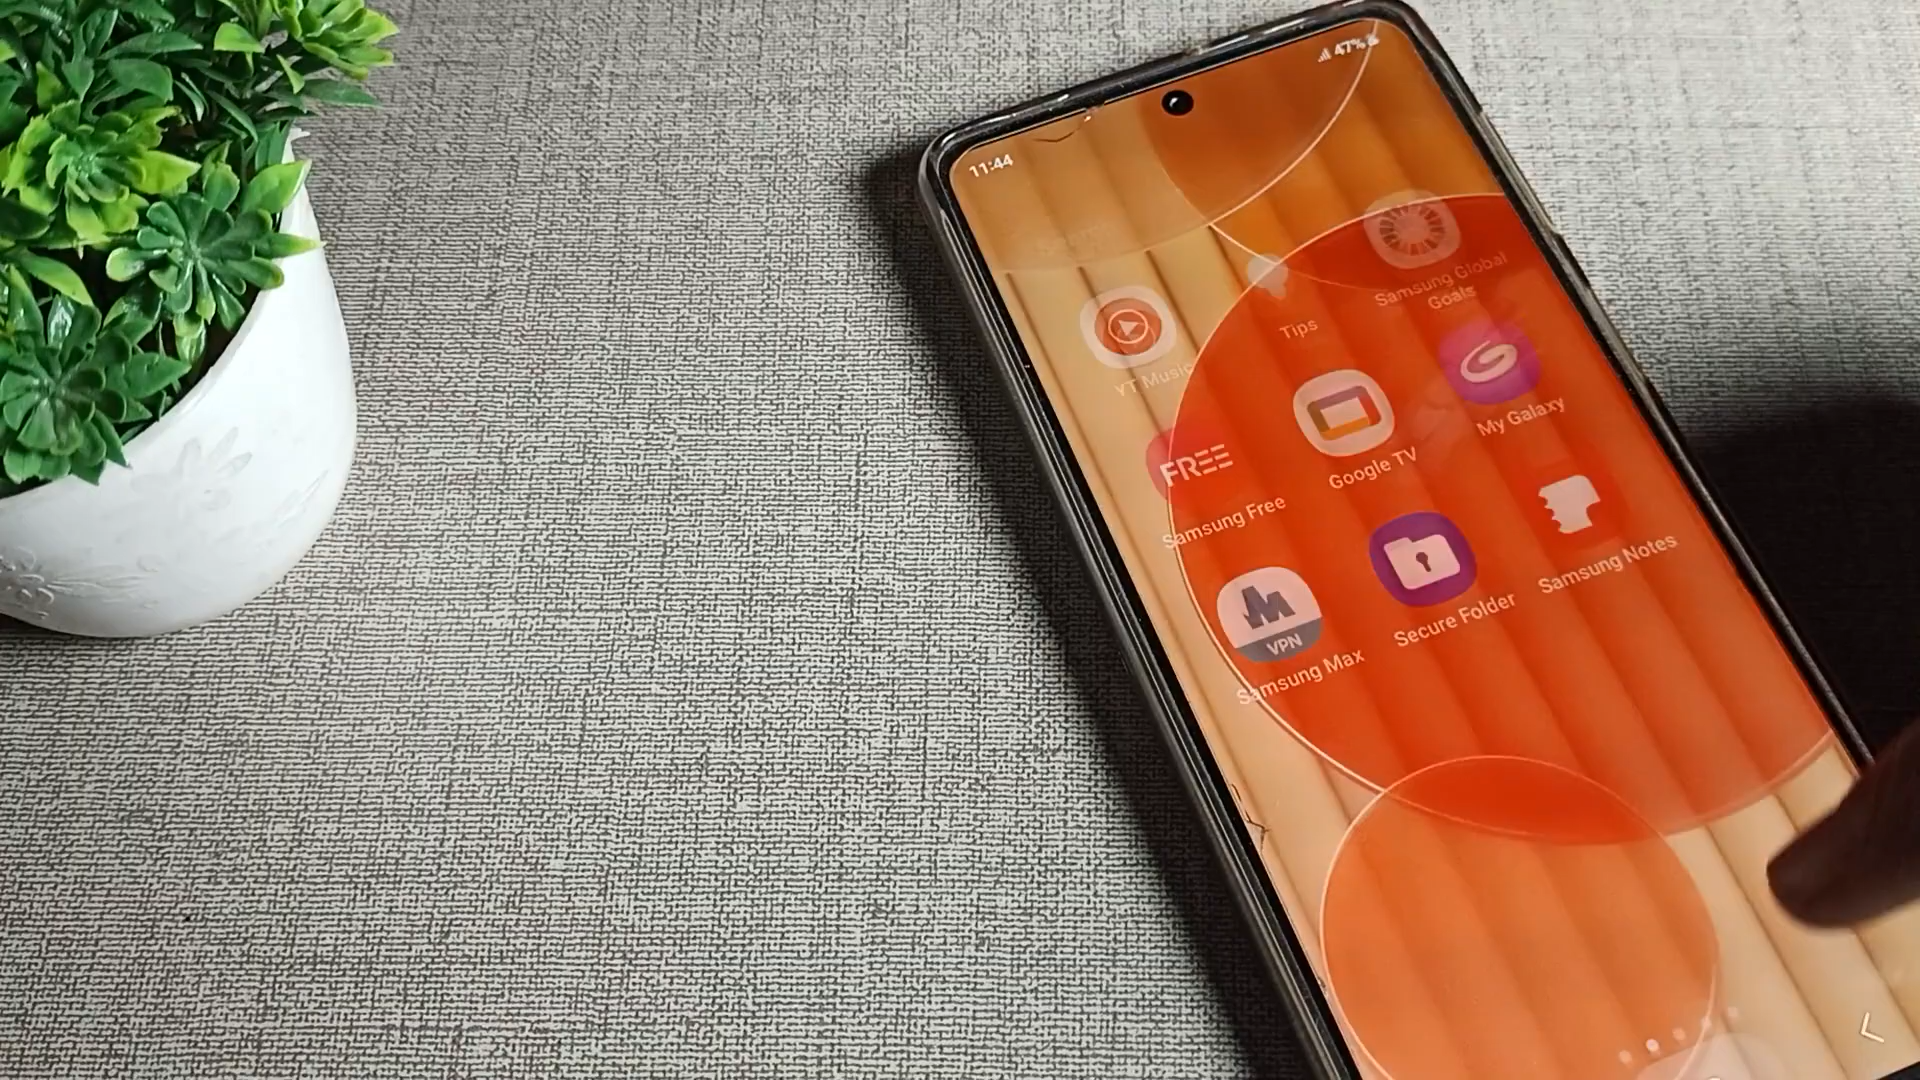 11:44
47%
YT Music
Tips
Samsung Global
Goals
FREE
Samsung Free
Google TV
My Galaxy
VPN
Samsung Max
Secure Folder
Samsung Notes